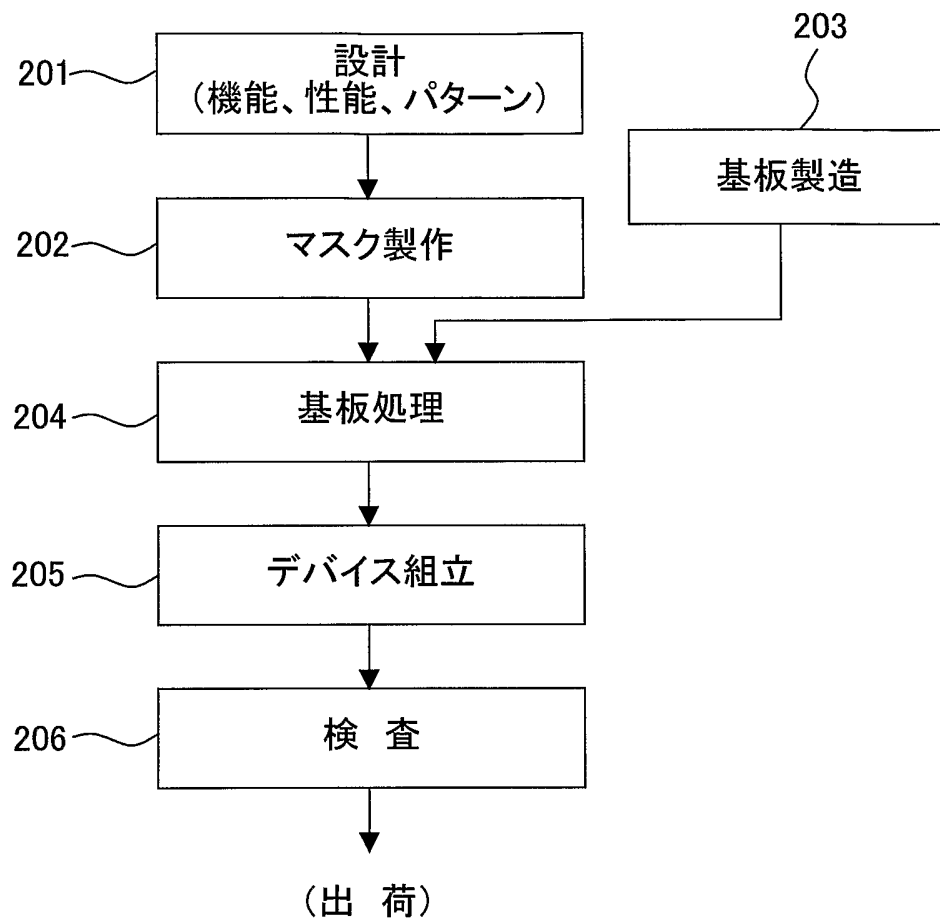 203
201
設計
(機能、性能、パターン)
基板製造
202
マスク製作
204
基板処理
205
デバイス組立
206
検 査
(出 荷)